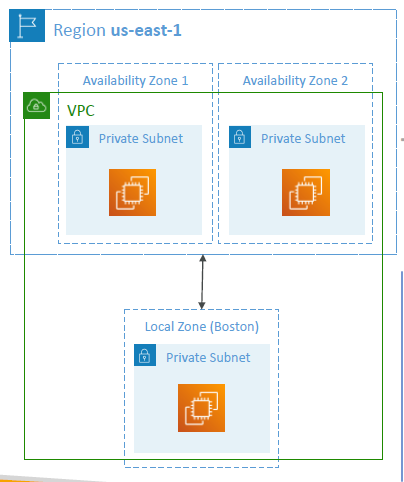 Region us-east-1
Availability Zone 1
Availability Zone 2
VPC
Private Subnet
Private Subnet
Local Zone (Boston)
Private Subnet